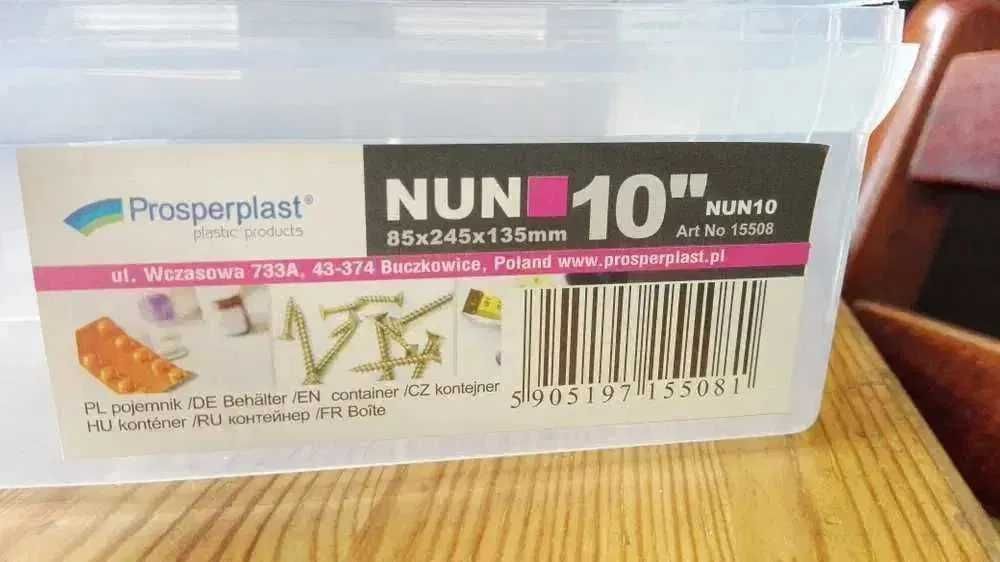 Prosperplast®
plastic products
NUN 10" NUN10
85x245x135mm Art No 15508
ul. Wczasowa 733A, 43-374 Buczkowice, Poland www.prosperplast.pl
PL pojemnik /DE Behälter /EN container /CZ kontejner
HU konténer /RU контейнер /FR Boîte
5 905197 155081